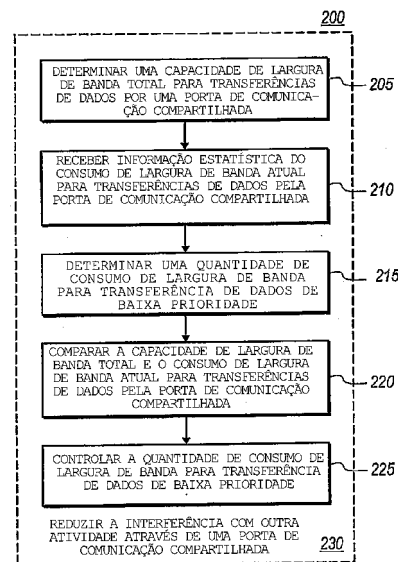 200
DETERMINAR UMA CAPACIDADE DE LARGURA
DE BANDA TOTAL PARA TRANSFERÊNCIAS
DE DADOS POR UMA PORTA DE COMUNICA-
ÇÃO COMPARTILHADA
205
RECEBER INFORMAÇÃO ESTATÍSTICA DO
CONSUMO DE LARGURA DE BANDA ATUAL
PARA TRANSFERÊNCIAS DE DADOS PELA
PORTA DE COMUNICAÇÃO COMPARTILHADA
210
DETERMINAR UMA QUANTIDADE DE
CONSUMO DE LARGURA DE BANDA
PARA TRANSFERÊNCIA DE DADOS DE
BAIXA PRIORIDADE
215
COMPARAR A CAPACIDADE DE LARGURA DE
BANDA TOTAL E O CONSUMO DE LARGURA
DE BANDA ATUAL PARA TRANSFERÊNCIAS
DE DADOS PELA PORTA DE COMUNICAÇÃO
COMPARTILHADA
220
CONTROLAR A QUANTIDADE DE CONSUMO DE
LARGURA DE BANDA PARA TRANSFERÊNCIA
DE DADOS DE BAIXA PRIORIDADE
225
REDUZIR A INTERFERÊNCIA COM OUTRA
ATIVIDADE ATRAVÉS DE UMA PORTA DE
COMUNICAÇÃO COMPARTILHADA
230